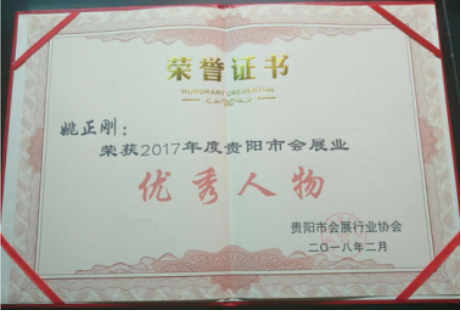 荣誉证书
HONORARY CREDENTIAL
姚正刚：
荣获2017年度贵阳市会展业
优秀人物
贵阳市会展行业协会
二〇一八年二月